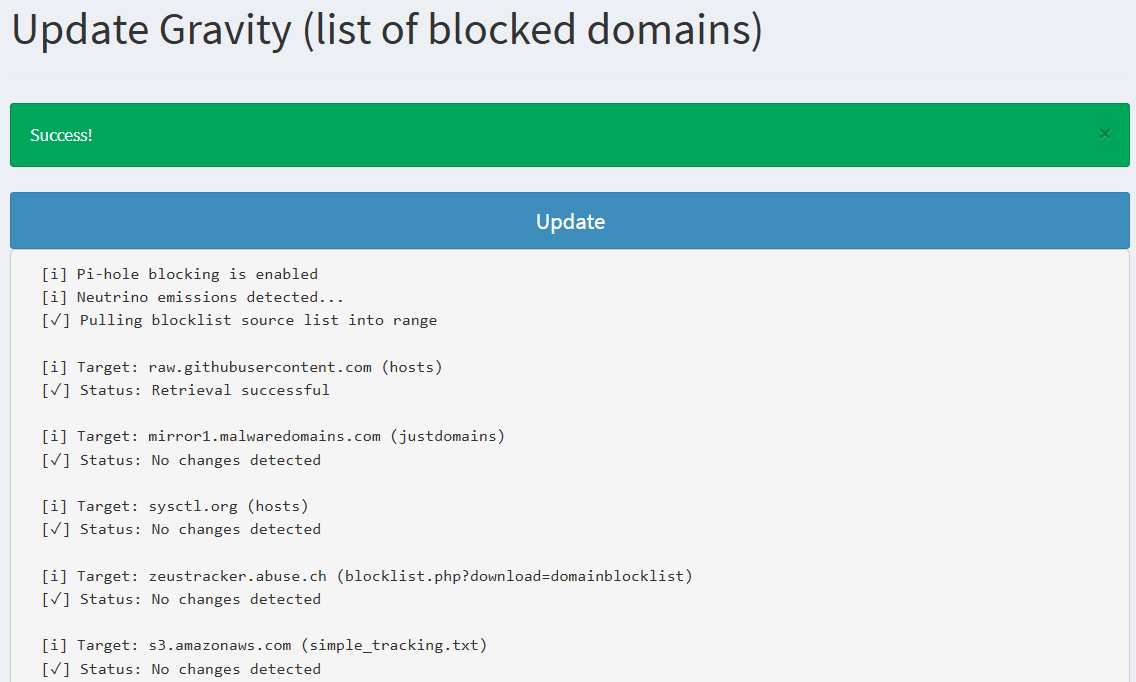 Update Gravity (list of blocked domains)
Success!
×
Update
[i] Pi-hole blocking is enabled
[i] Neutrino emissions detected...
[✓] Pulling blocklist source list into range
[i] Target: raw.githubusercontent.com (hosts)
[✓] Status: Retrieval successful
[i] Target: mirror1.malwaredomains.com (justdomains)
[✓] Status: No changes detected
[i] Target: sysctl.org (hosts)
[✓] Status: No changes detected
[i] Target: zeustracker.abuse.ch (blocklist.php?download=domainblocklist)
[✓] Status: No changes detected
[i] Target: s3.amazonaws.com (simple_tracking.txt)
[✓] Status: No changes detected